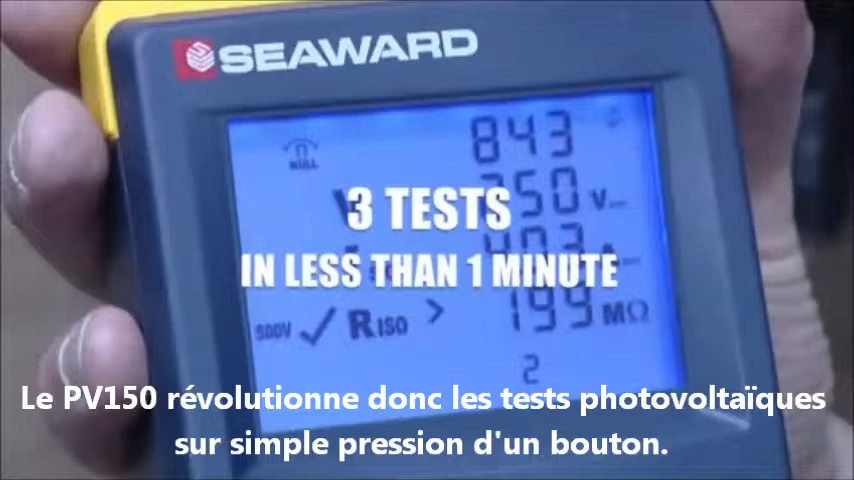 SEAWARD
NULL
843
3 TESTS
V
IN LESS THAN 1 MINUTE
500V RISO > 199 MΩ
2
Le PV150 révolutionne donc les tests photovoltaïques
sur simple pression d'un bouton.